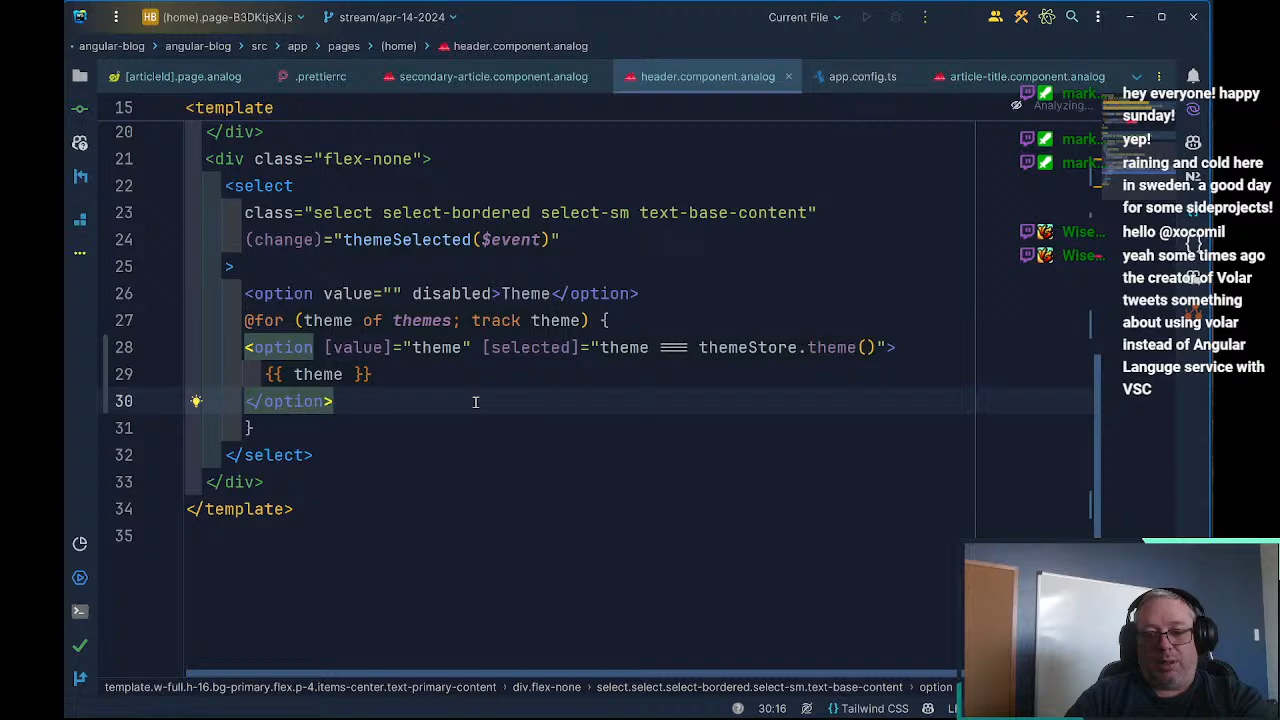 HB (home).page-B3DKtjsX.js
stream/apr-14-2024
Current File
angular-blog
angular-blog
src
app
pages
(home)
header.component.analog
[articleId].page.analog
.prettierrc
secondary-article.component.analog
header.component.analog
app.config.ts
article-title.component.analog
15 <template
Analyzing...
20 </div>
21 <div class="flex-none">
22 <select
23 class="select select-bordered select-sm text-base-content"
24 (change)="themeSelected($event)"
25 >
26 <option value="" disabled>Theme</option>
27 @for (theme of themes; track theme) {
28 <option [value]="theme" [selected]="theme === themeStore.theme()">
29 {{ theme }}
30 </option>
31 }
32 </select>
33 </div>
34 </template>
35
mark... hey everyone! happy
sunday!
mark... yep!
mark... raining and cold here
in sweden. a good day
for some sideprojects!
Wise... hello @xocomil
Wise... yeah some times ago
the creator of Volar
tweets something
about using volar
instead of Angular
Languge service with
VSC
template.w-full.h-16.bg-primary.flex.p-4.items-center.text-primary-content
div.flex-none
select.select.select-bordered.select-sm.text-base-content
option
30:16
Tailwind CSS